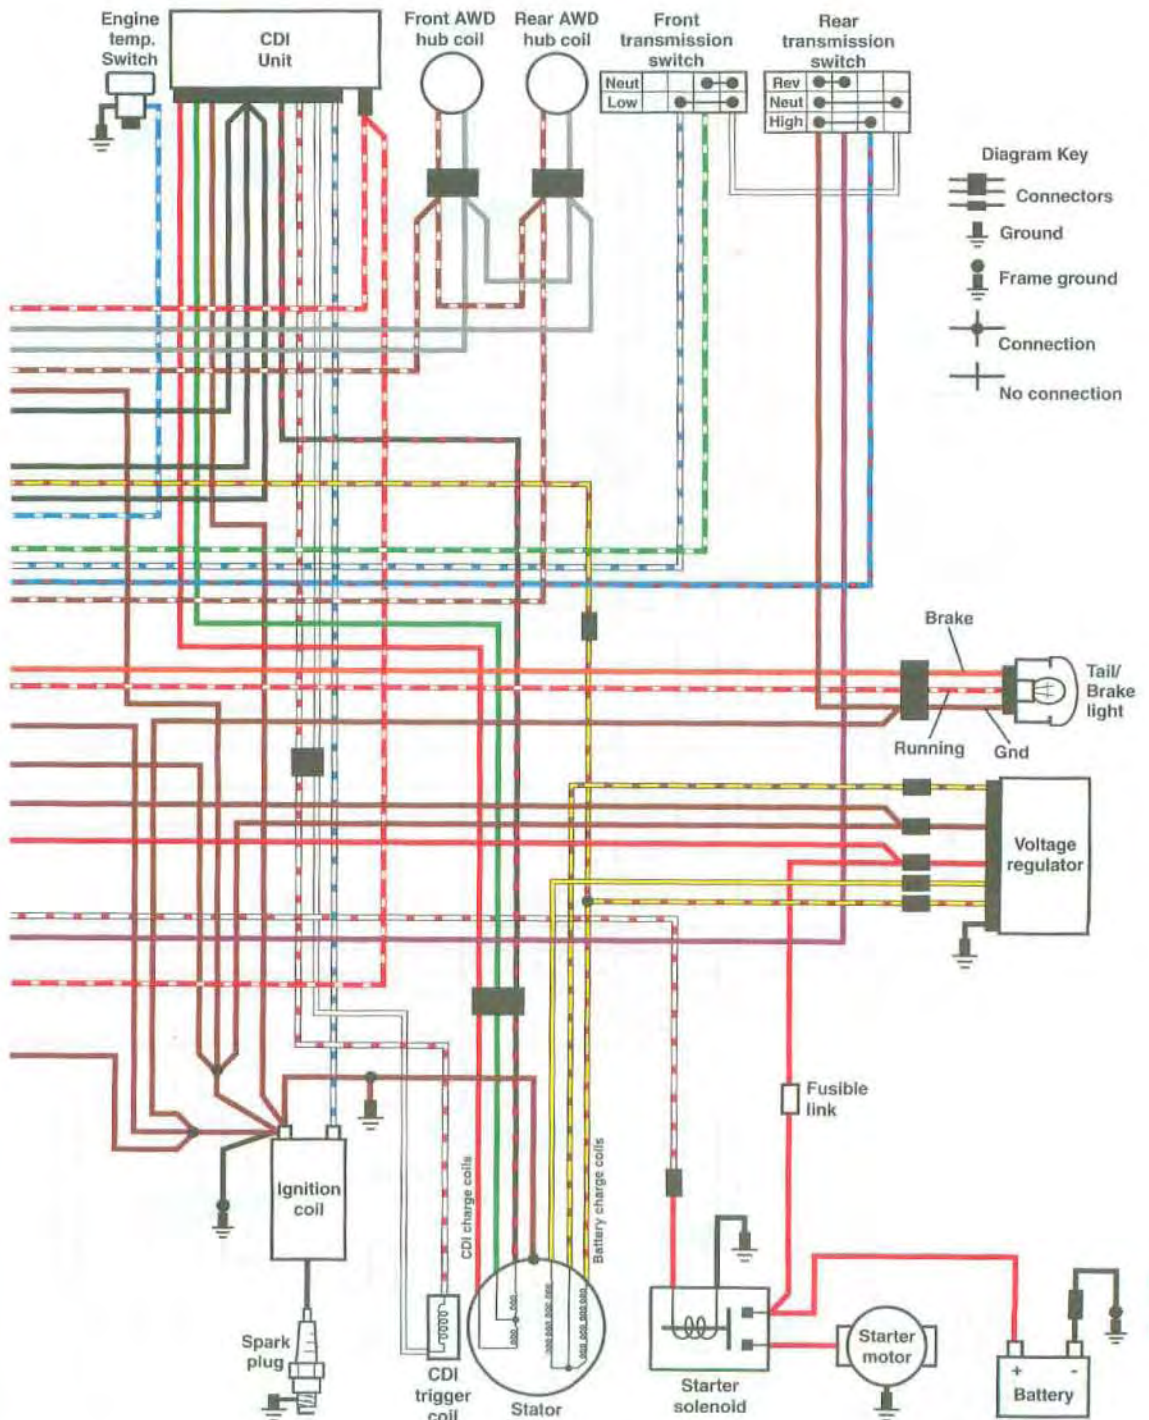 Engine
temp.
Switch
CDI
Unit
Front AWD
hub coil
Rear AWD
hub coil
Front
transmission
switch
Neut
Low
Rear
transmission
switch
Rev
Neut
High
Diagram Key
Connectors
Ground
Frame ground
Connection
No connection
Brake
Tail/
Brake
light
Running
Gnd
Voltage
regulator
Fusible
link
CDI charge coils
Battery charge coils
Ignition
coil
Spark
plug
CDI
trigger
coil
Stator
Starter
solenoid
Starter
motor
+
-
Battery